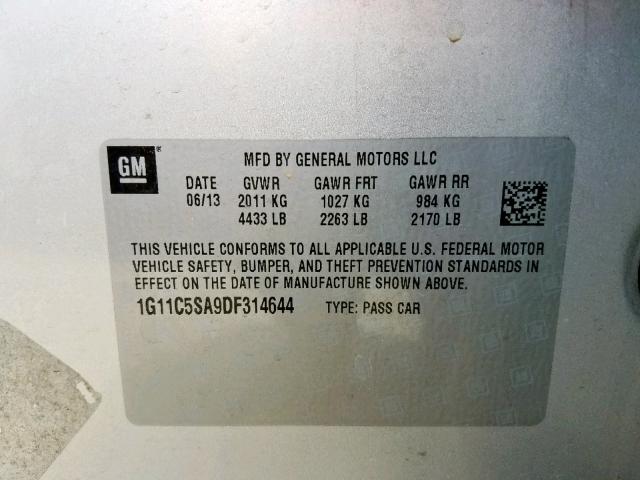 GM ® MFD BY GENERAL MOTORS LLC
DATE GVWR GAWR FRT GAWR RR
06/13 2011 KG 1027 KG 984 KG
4433 LB 2263 LB 2170 LB
THIS VEHICLE CONFORMS TO ALL APPLICABLE U.S. FEDERAL MOTOR
VEHICLE SAFETY, BUMPER, AND THEFT PREVENTION STANDARDS IN
EFFECT ON THE DATE OF MANUFACTURE SHOWN ABOVE.
1G11C5SA9DF314644 TYPE: PASS CAR